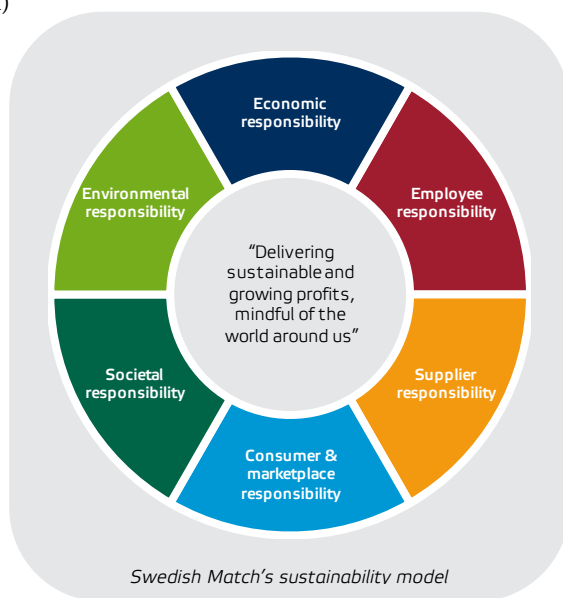 Economic
responsibility
Employee
responsibility
Supplier
responsibility
Consumer &
marketplace
responsibility
Societal
responsibility
Environmental
responsibility
“Delivering
sustainable and
growing profits,
mindful of the
world around us”
Swedish Match’s sustainability model